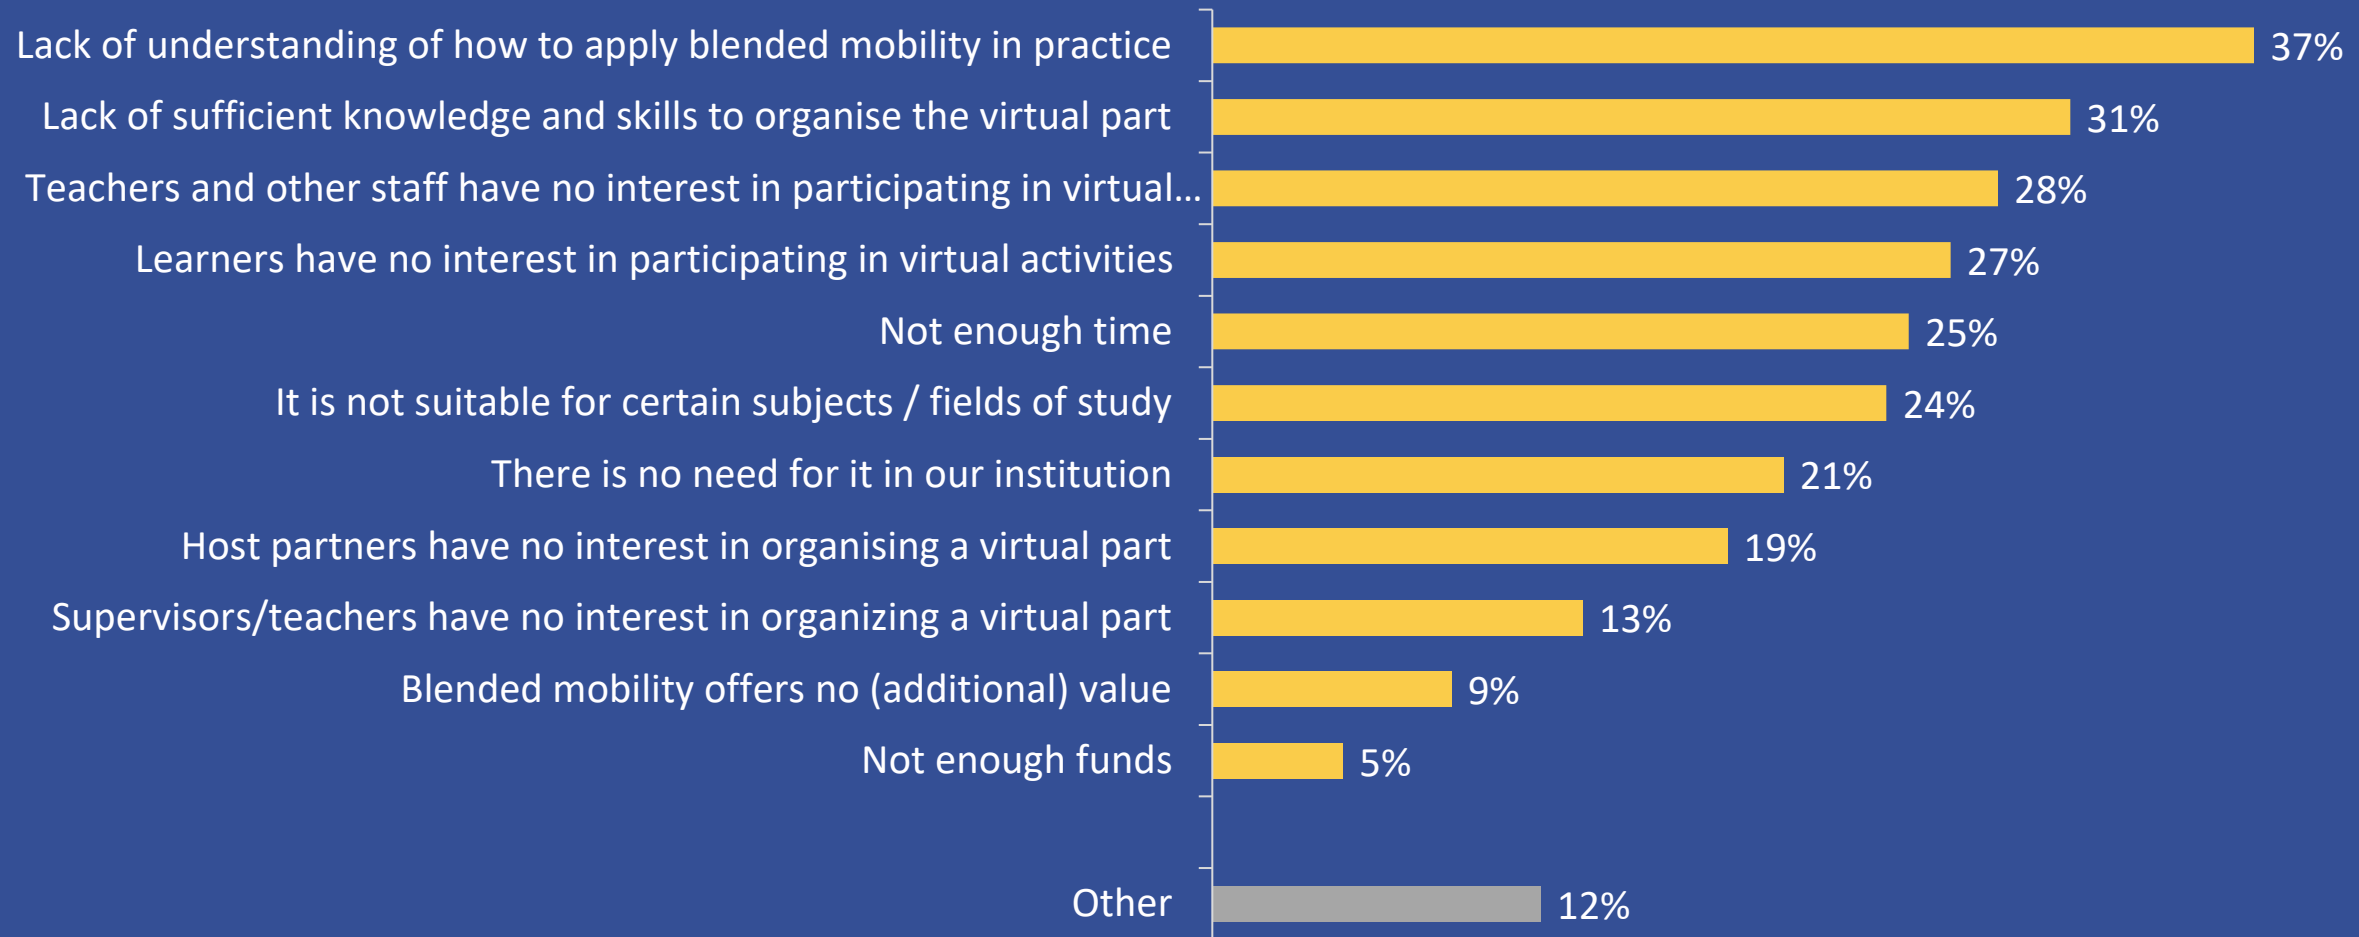 Lack of understanding of how to apply blended mobility in practice 37%
Lack of sufficient knowledge and skills to organise the virtual part 31%
Teachers and other staff have no interest in participating in virtual... 28%
Learners have no interest in participating in virtual activities 27%
Not enough time 25%
It is not suitable for certain subjects / fields of study 24%
There is no need for it in our institution 21%
Host partners have no interest in organising a virtual part 19%
Supervisors/teachers have no interest in organizing a virtual part 13%
Blended mobility offers no (additional) value 9%
Not enough funds 5%
Other 12%